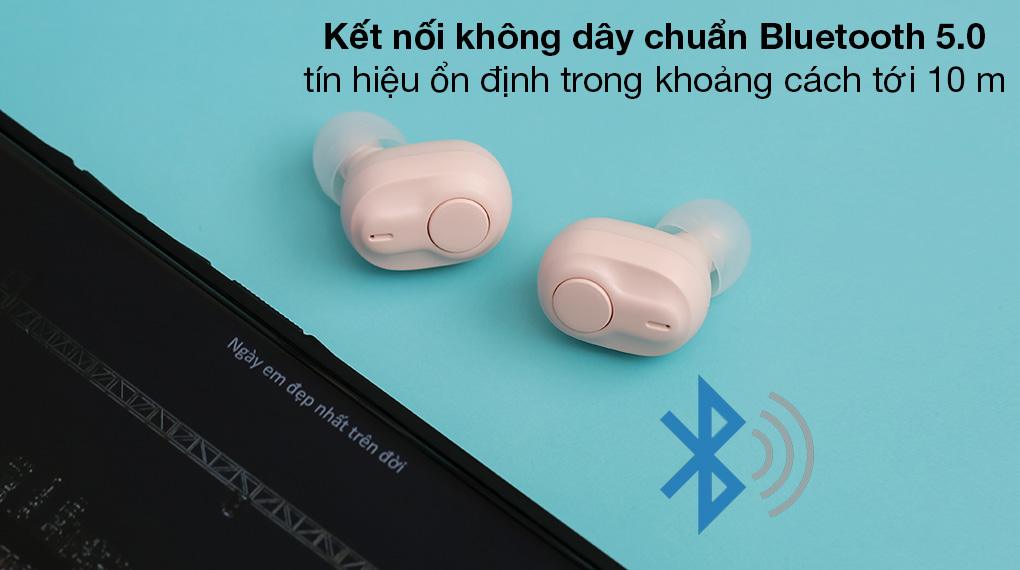 Kết nối không dây chuẩn Bluetooth 5.0
tín hiệu ổn định trong khoảng cách tới 10 m
Ngày em đẹp nhất trên đời